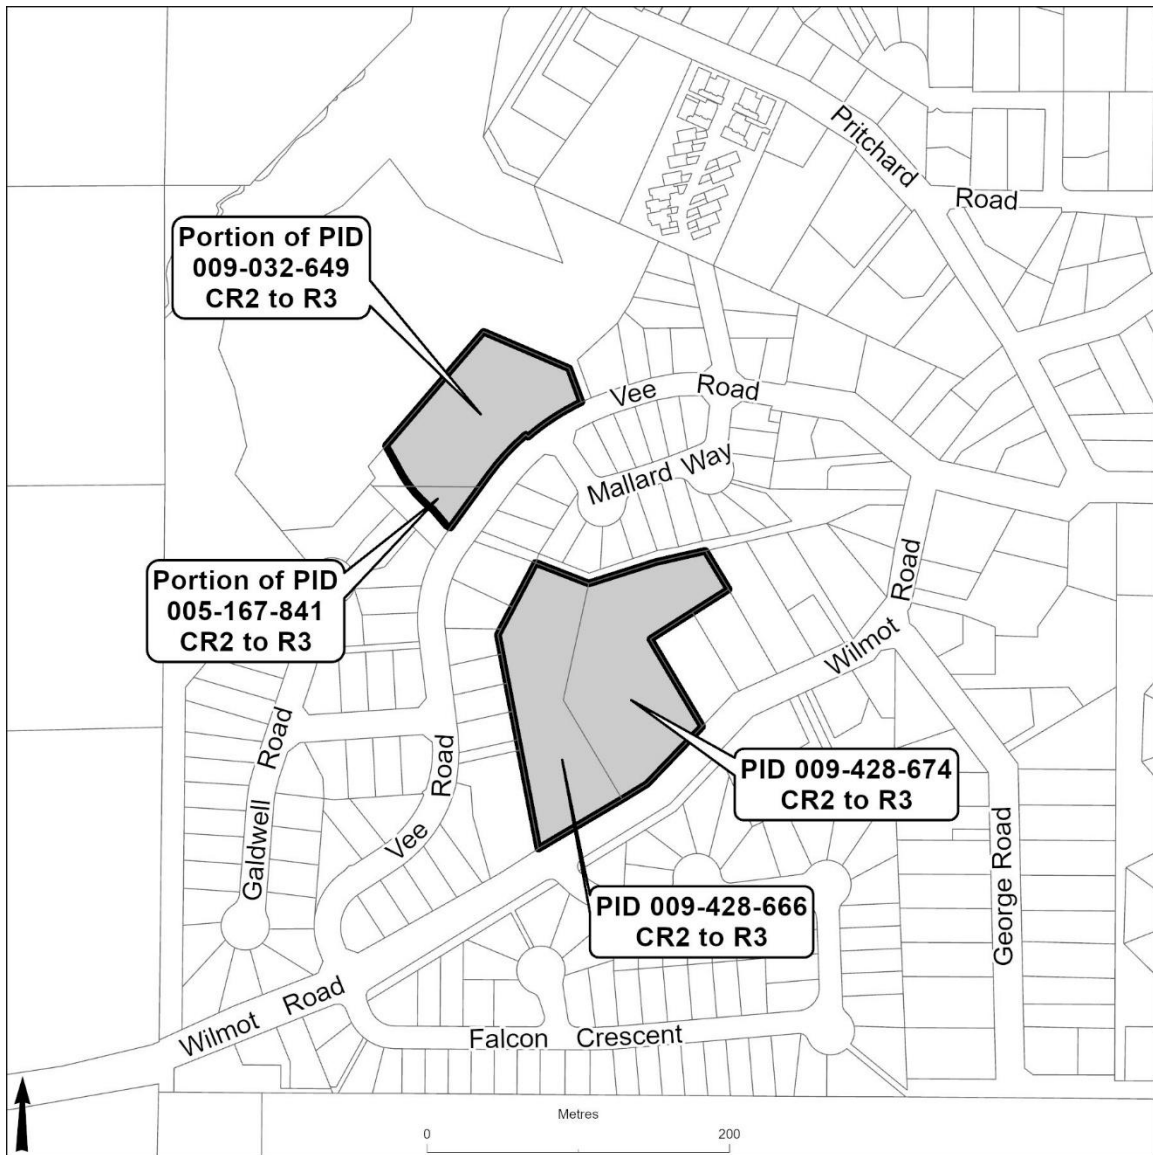 Pritchard
Road
Portion of PID
009-032-649
CR2 to R3
Vee Road
Mallard Way
Portion of PID
005-167-841
CR2 to R3
Road
Wilmot
Galdwell Road
Vee Road
PID 009-428-674
CR2 to R3
George Road
PID 009-428-666
CR2 to R3
Wilmot Road
Falcon Crescent
Metres
0 200